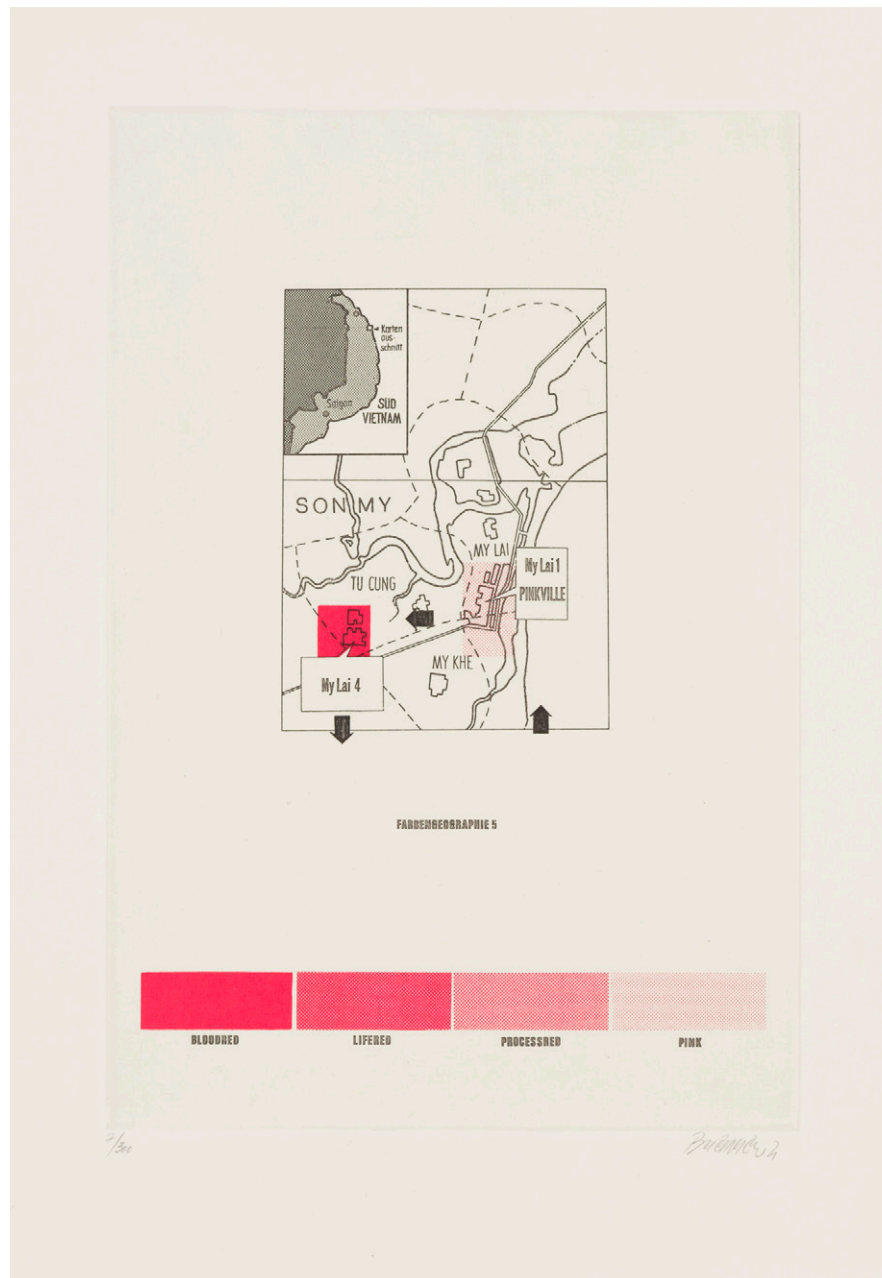 Karten
aus-
schnitt
Saigon
SÜD
VIETNAM
SON MY
MY LAI
My Lai 1
PINKVILLE
TU CUNG
MY KHE
My Lai 4
FARBENGEOGRAPHIE 5
BLOODRED LIFERED PROCESSRED PINK
7/300